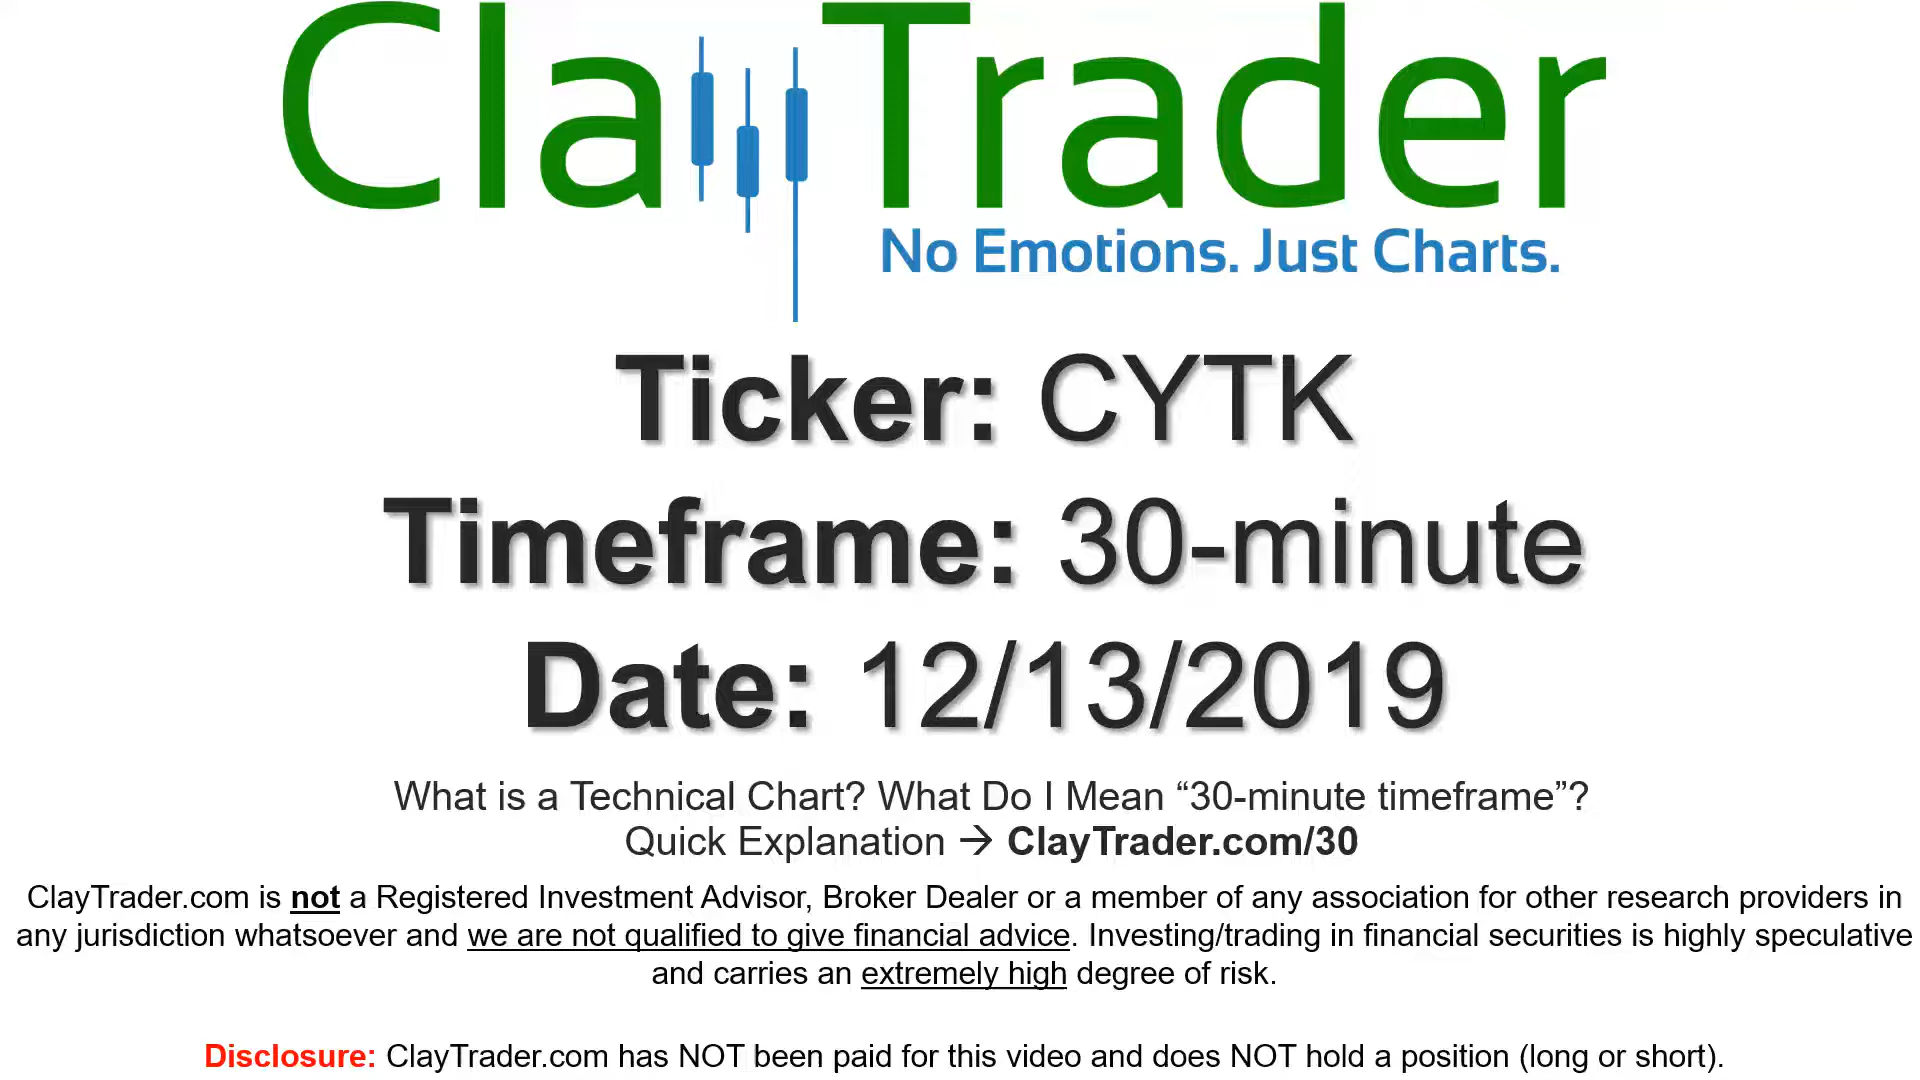 ClayTrader
No Emotions. Just Charts.
Ticker: CYTK
Timeframe: 30-minute
Date: 12/13/2019
What is a Technical Chart? What Do I Mean “30-minute timeframe”?
Quick Explanation → ClayTrader.com/30
ClayTrader.com is not a Registered Investment Advisor, Broker Dealer or a member of any association for other research providers in
any jurisdiction whatsoever and we are not qualified to give financial advice. Investing/trading in financial securities is highly speculative
and carries an extremely high degree of risk.
Disclosure: ClayTrader.com has NOT been paid for this video and does NOT hold a position (long or short).